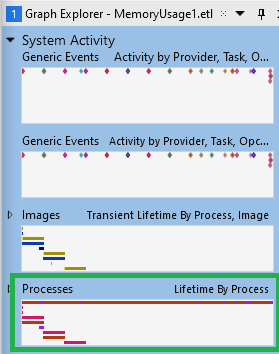 1 Graph Explorer - MemoryUsage1.etl
System Activity
Generic Events Activity by Provider, Task, O...
Generic Events Activity by Provider, Task, Opc...
Images Transient Lifetime By Process, Image
Processes Lifetime By Process